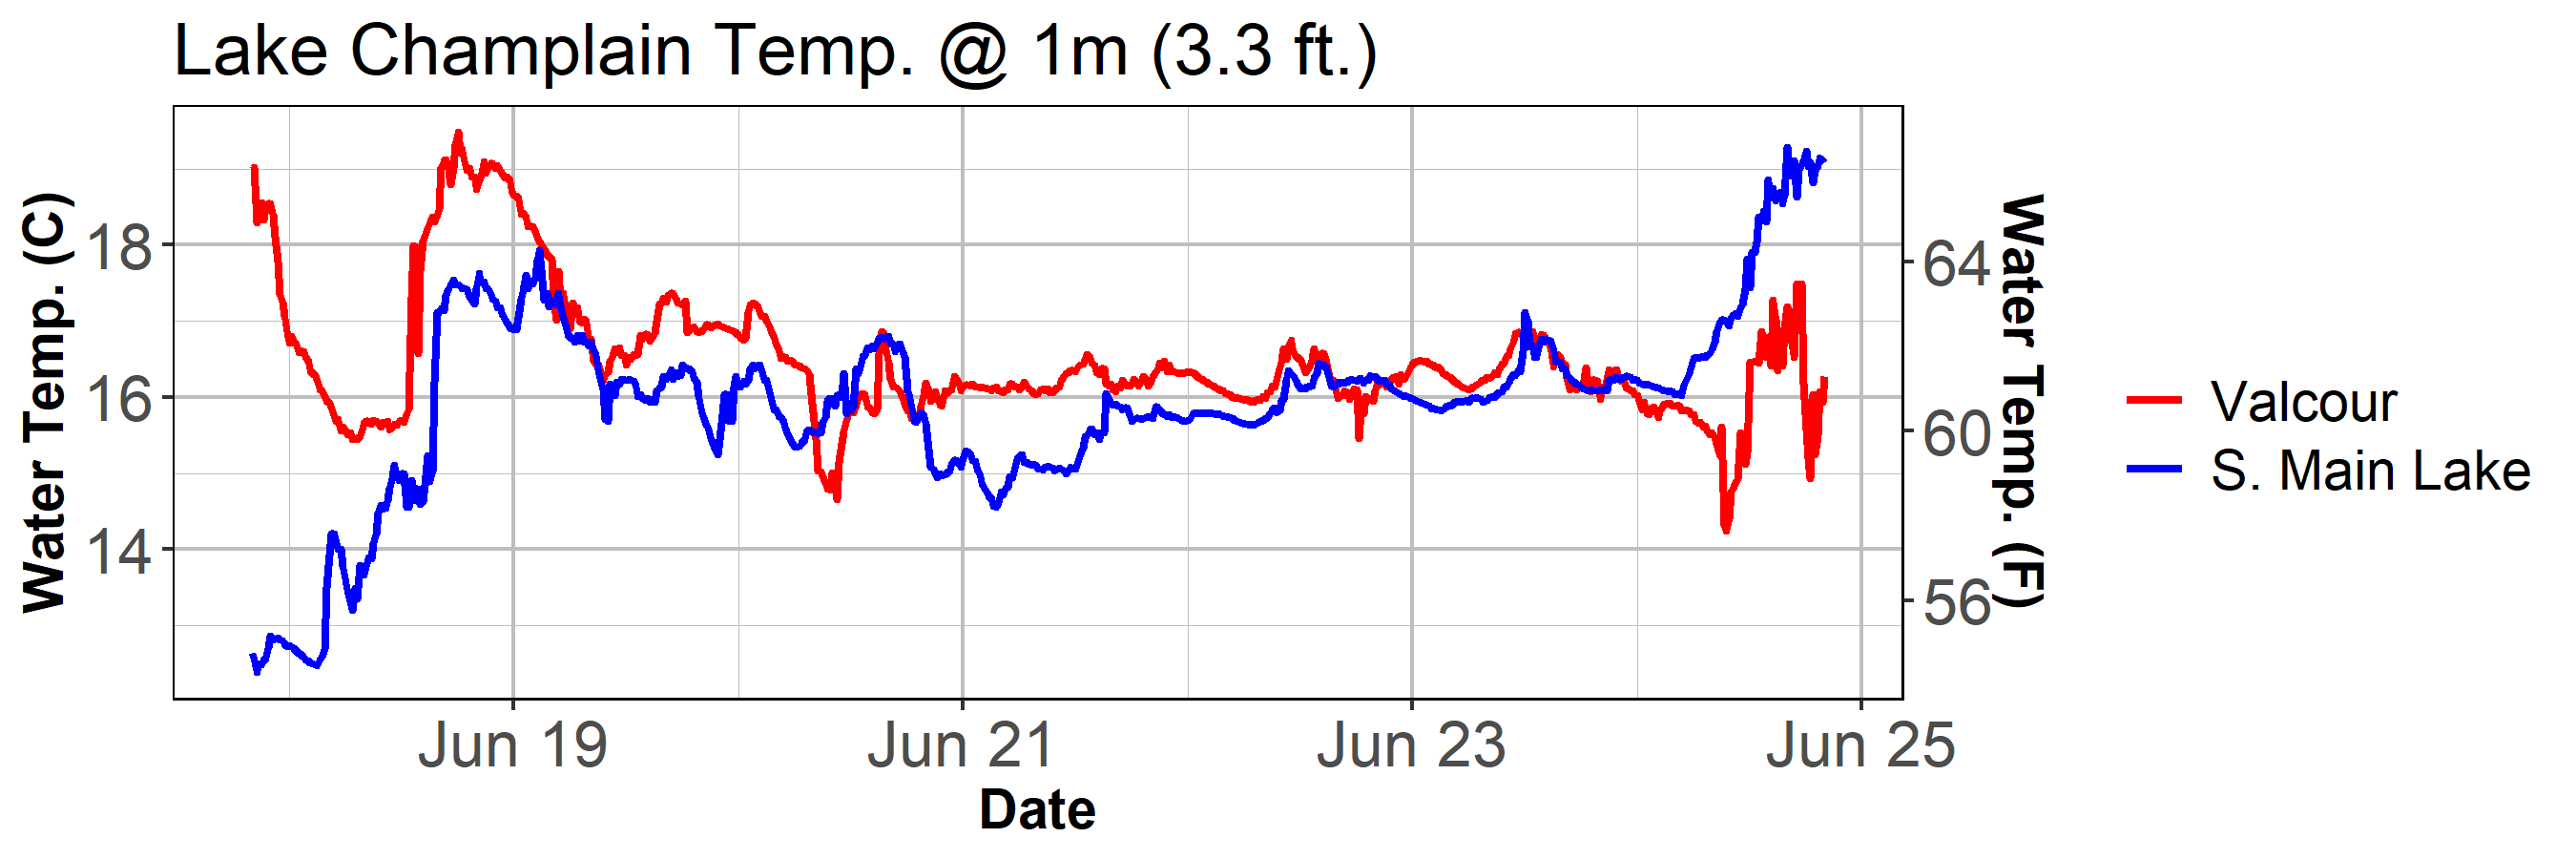 Lake Champlain Temp. @ 1m (3.3 ft.)
Water Temp. (C)
18
16
14
64
60
56
Water Temp. (F)
Jun 19
Jun 21
Jun 23
Jun 25
Date
Valcour
S. Main Lake